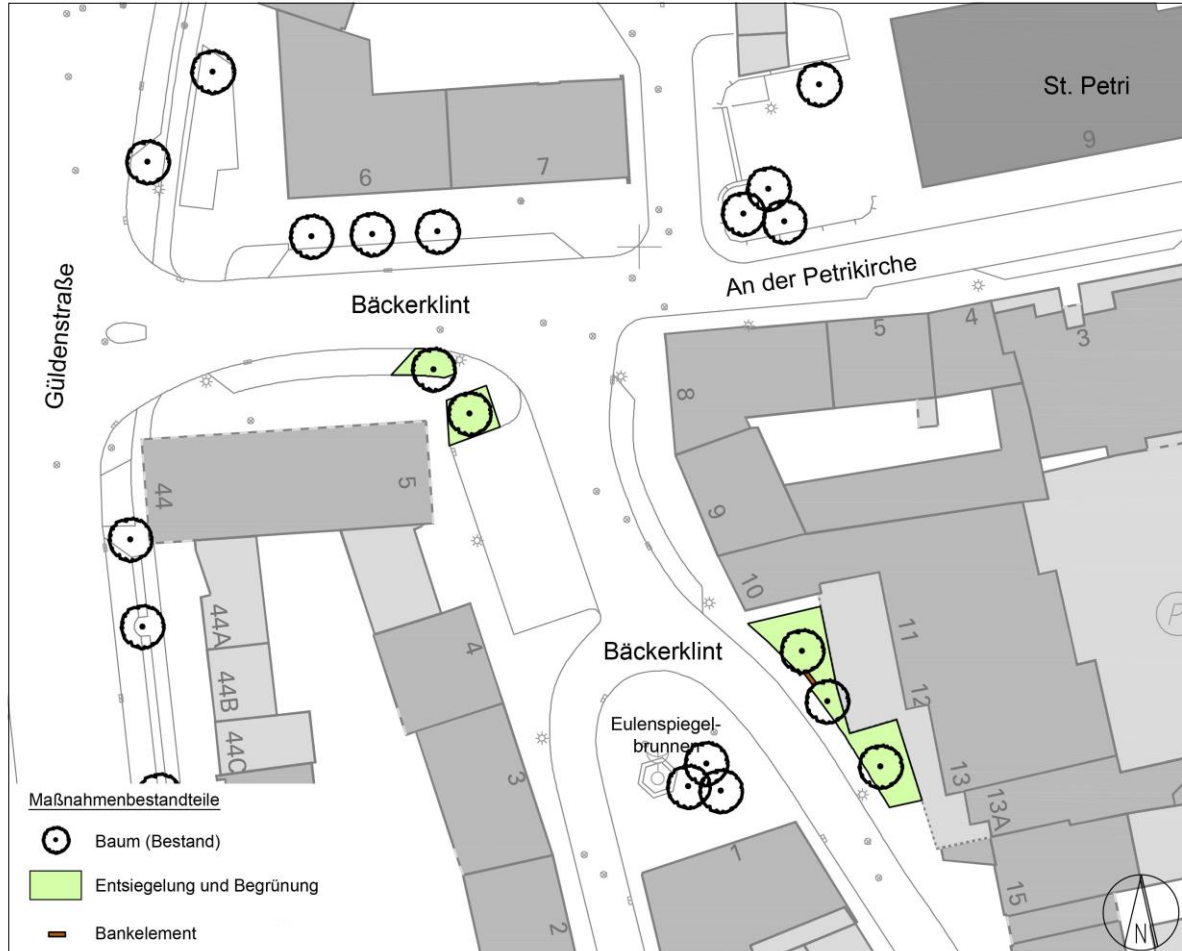 St. Petri
9
6
7
An der Petrikirche
Güldenstraße
Bäckerklint
5
4
3
8
44
5
9
10
44A
4
11
P
44B
Bäckerklint
12
Eulenspiegel-
brunnen
44C
3
13
13A
1
15
2
Maßnahmenbestandteile
Baum (Bestand)
Entsiegelung und Begrünung
Bankelement
N